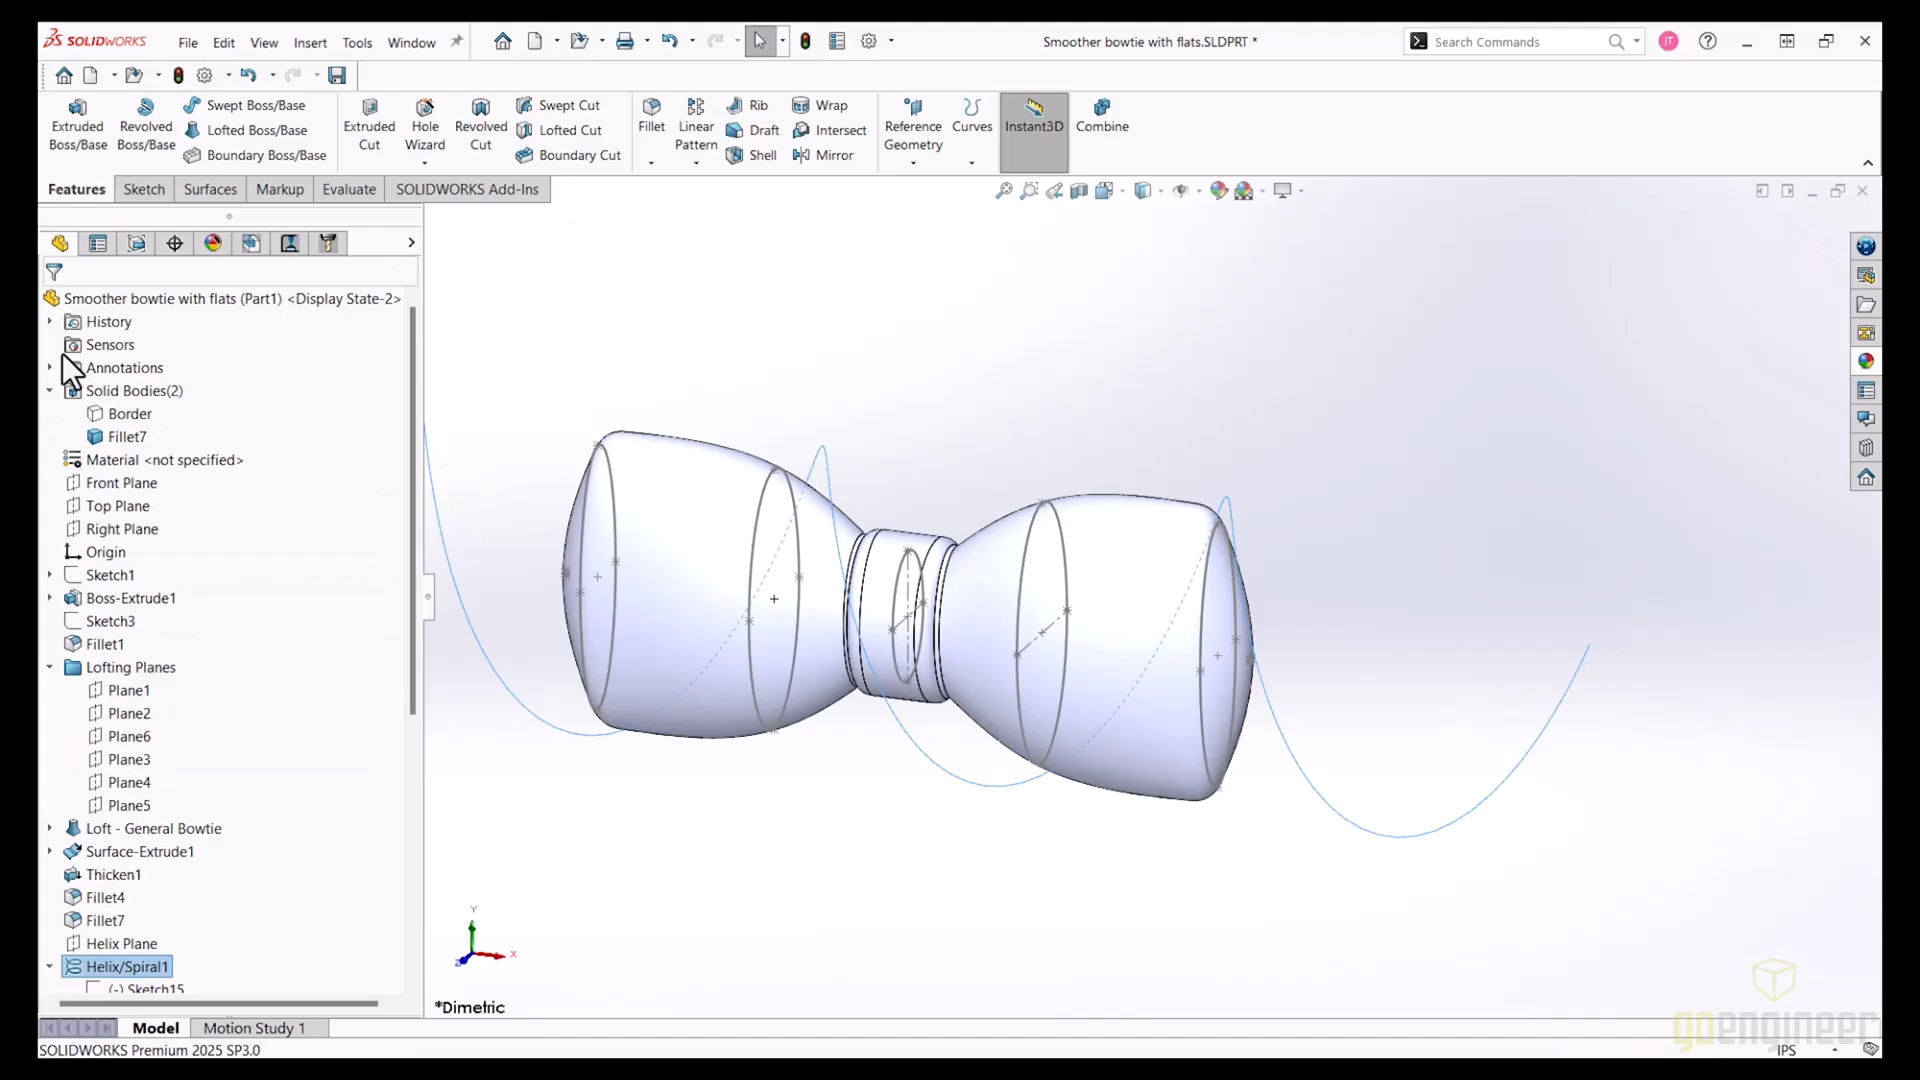 SOLIDWORKS File Edit View Insert Tools Window Smoother bowtie with flats.SLDPRT * Search Commands JT
Extruded Boss/Base
Revolved Boss/Base
Swept Boss/Base
Lofted Boss/Base
Boundary Boss/Base
Extruded Cut
Hole Wizard
Revolved Cut
Swept Cut
Lofted Cut
Boundary Cut
Fillet
Linear Pattern
Rib
Draft
Shell
Wrap
Intersect
Mirror
Reference Geometry
Curves
Instant3D
Combine
Features Sketch Surfaces Markup Evaluate SOLIDWORKS Add-Ins
Smoother bowtie with flats (Part1) <Display State-2>
History
Sensors
Annotations
Solid Bodies(2)
Border
Fillet7
Material <not specified>
Front Plane
Top Plane
Right Plane
Origin
Sketch1
Boss-Extrude1
Sketch3
Fillet1
Lofting Planes
Plane1
Plane2
Plane6
Plane3
Plane4
Plane5
Loft - General Bowtie
Surface-Extrude1
Thicken1
Fillet4
Fillet7
Helix Plane
Helix/Spiral1
(-) Sketch15
Y
X
Z
*Dimetric
goengineer
Model Motion Study 1
SOLIDWORKS Premium 2025 SP3.0 IPS